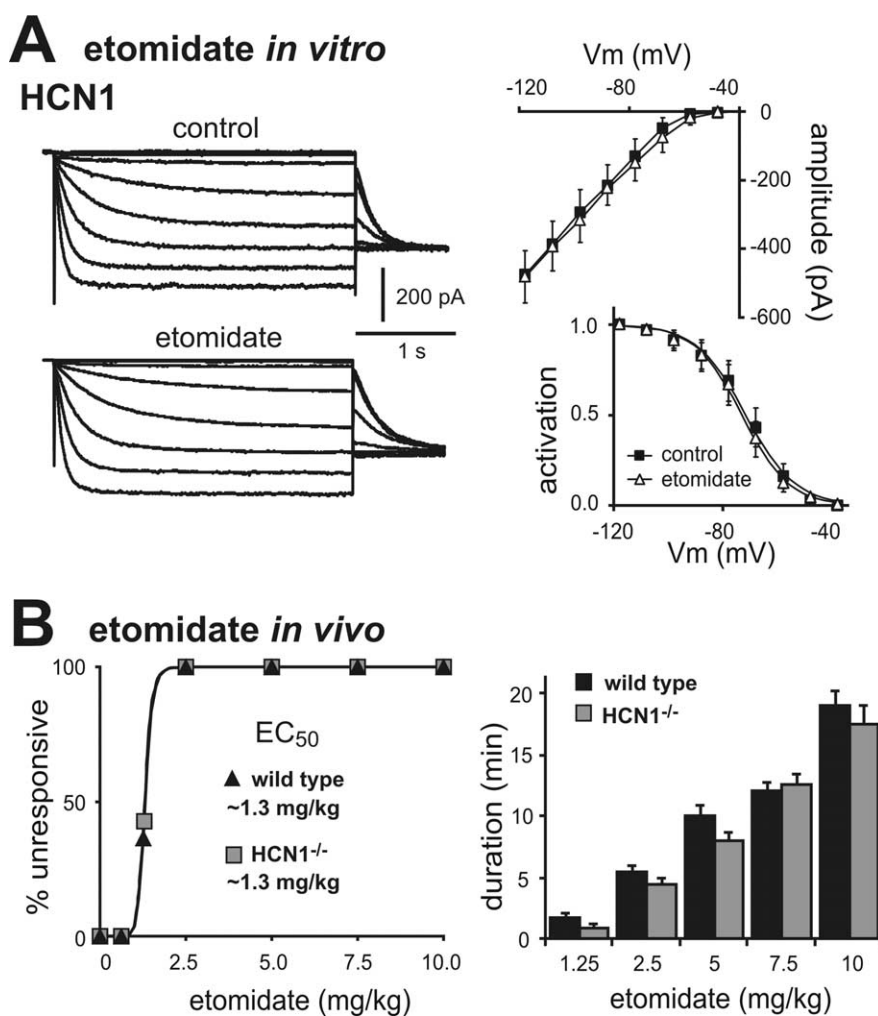 A etomidate in vitro
HCN1
control
200 pA
1 s
etomidate
Vm (mV)
-120 -80 -40
0
-200
-400
-600
amplitude (pA)
1.0
0.5
0.0
activation
control
etomidate
-120 -80 -40
Vm (mV)
B etomidate in vivo
100
50
0
% unresponsive
EC50
wild type
~1.3 mg/kg
HCN1-/-
~1.3 mg/kg
0 2.5 5.0 7.5 10.0
etomidate (mg/kg)
20
15
10
5
0
duration (min)
wild type
HCN1-/-
1.25 2.5 5 7.5 10
etomidate (mg/kg)